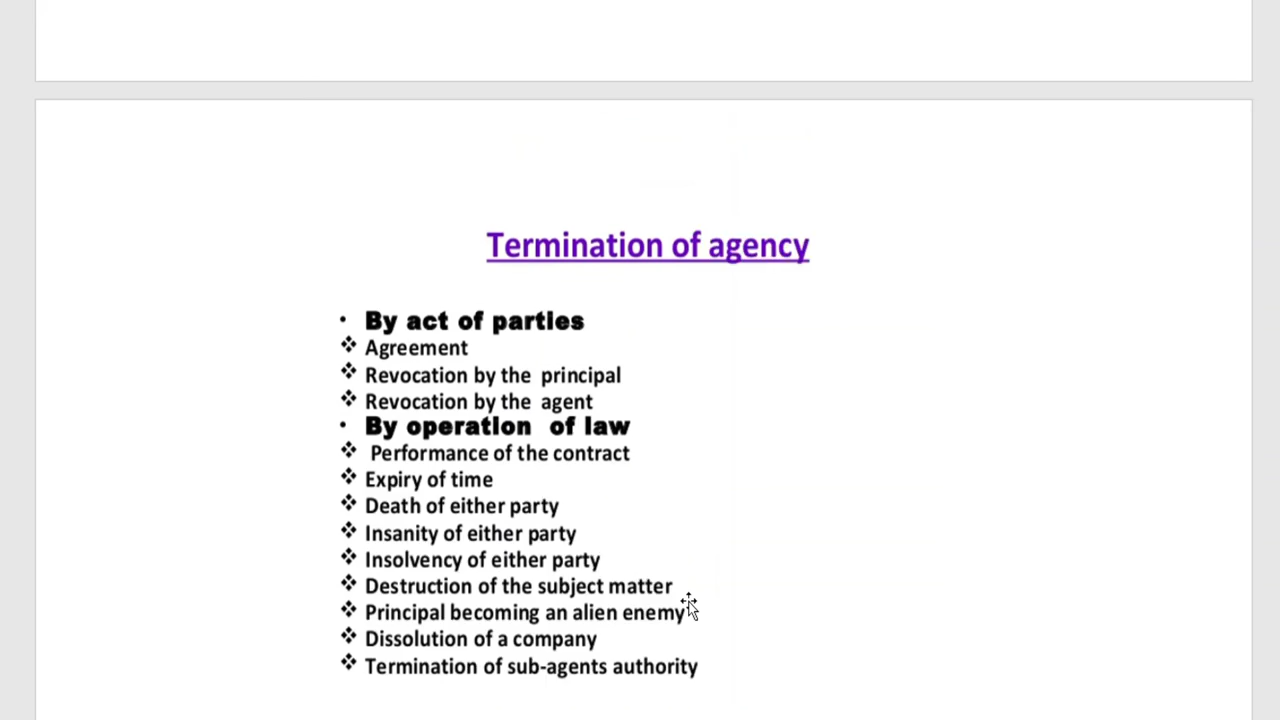 Termination of agency
• By act of parties
❖ Agreement
❖ Revocation by the principal
❖ Revocation by the agent
• By operation of law
❖ Performance of the contract
❖ Expiry of time
❖ Death of either party
❖ Insanity of either party
❖ Insolvency of either party
❖ Destruction of the subject matter
❖ Principal becoming an alien enemy
❖ Dissolution of a company
❖ Termination of sub-agents authority